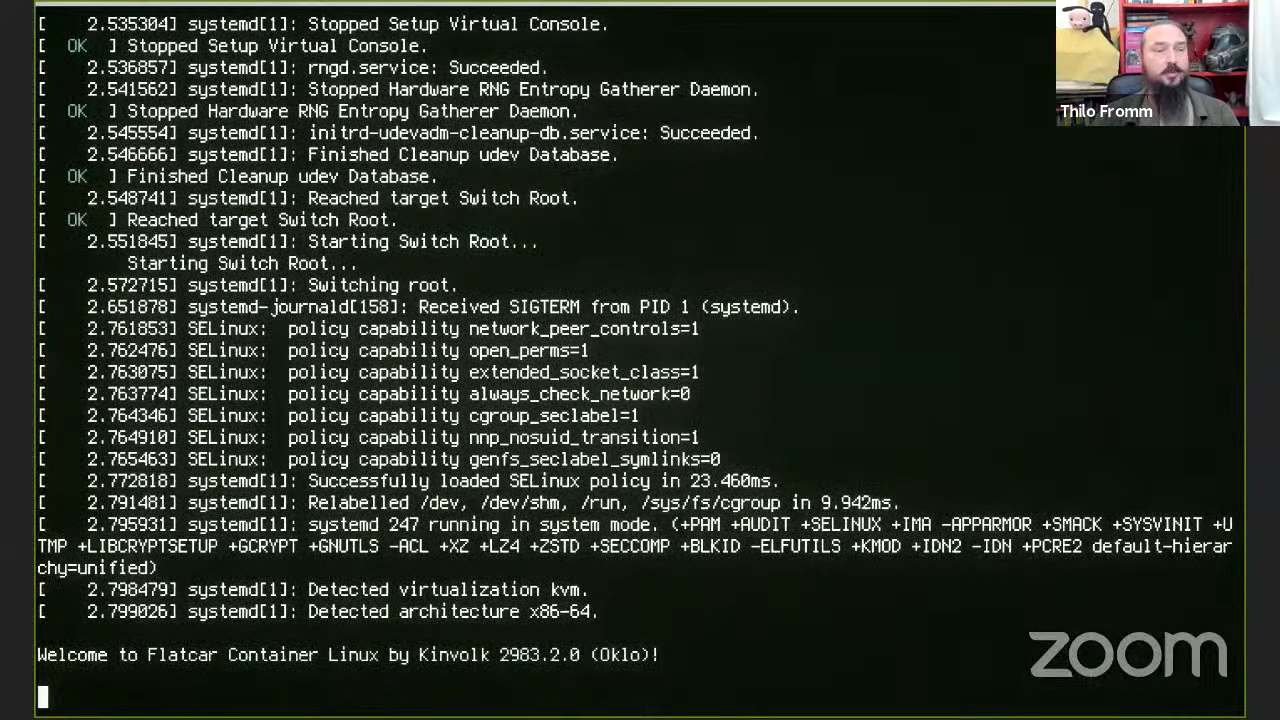 [    2.535304] systemd[1]: Stopped Setup Virtual Console.
[  OK  ] Stopped Setup Virtual Console.
[    2.536857] systemd[1]: rngd.service: Succeeded.
[    2.541562] systemd[1]: Stopped Hardware RNG Entropy Gatherer Daemon.
[  OK  ] Stopped Hardware RNG Entropy Gatherer Daemon.
[    2.545554] systemd[1]: initrd-udevadm-cleanup-db.service: Succeeded.
[    2.546666] systemd[1]: Finished Cleanup udev Database.
[  OK  ] Finished Cleanup udev Database.
[    2.548741] systemd[1]: Reached target Switch Root.
[  OK  ] Reached target Switch Root.
[    2.551845] systemd[1]: Starting Switch Root...
         Starting Switch Root...
[    2.572715] systemd[1]: Switching root.
[    2.651878] systemd-journald[158]: Received SIGTERM from PID 1 (systemd).
[    2.761853] SELinux:  policy capability network_peer_controls=1
[    2.762476] SELinux:  policy capability open_perms=1
[    2.763075] SELinux:  policy capability extended_socket_class=1
[    2.763774] SELinux:  policy capability always_check_network=0
[    2.764346] SELinux:  policy capability cgroup_seclabel=1
[    2.764910] SELinux:  policy capability nnp_nosuid_transition=1
[    2.765463] SELinux:  policy capability genfs_seclabel_symlinks=0
[    2.772818] systemd[1]: Successfully loaded SELinux policy in 23.460ms.
[    2.791481] systemd[1]: Relabelled /dev, /dev/shm, /run, /sys/fs/cgroup in 9.942ms.
[    2.795931] systemd[1]: systemd 247 running in system mode. (+PAM +AUDIT +SELINUX +IMA -APPARMOR +SMACK +SYSVINIT +U
TMP +LIBCRYPTSETUP +GCRYPT +GNUTLS -ACL +XZ +LZ4 +ZSTD +SECCOMP +BLKID -ELFUTILS +KMOD +IDN2 -IDN +PCRE2 default-hierar
chy=unified)
[    2.798479] systemd[1]: Detected virtualization kvm.
[    2.799026] systemd[1]: Detected architecture x86-64.
Welcome to Flatcar Container Linux by Kinvolk 2983.2.0 (Oklo)!
Thilo Fromm
zoom